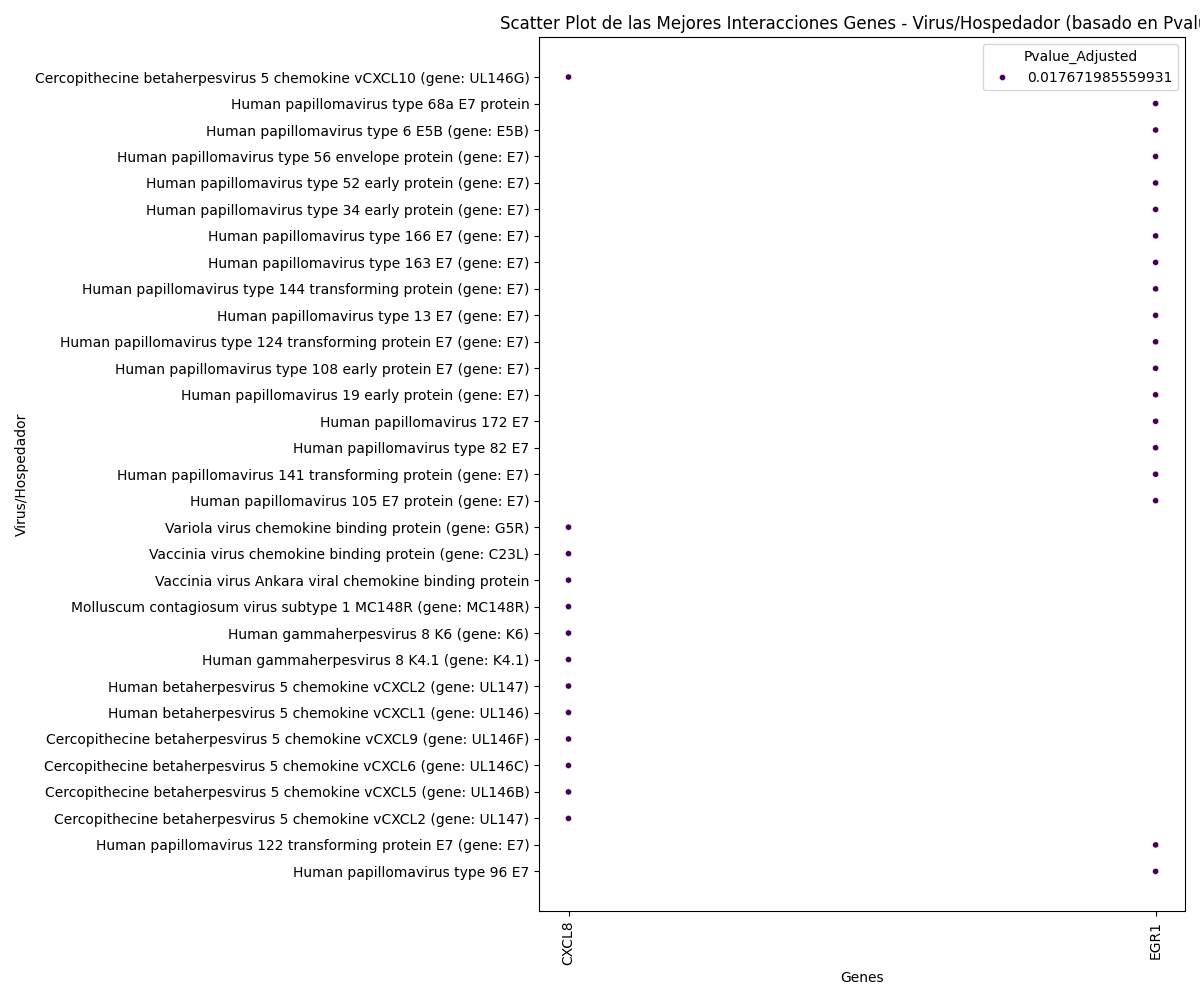 Scatter Plot de las Mejores Interacciones Genes - Virus/Hospedador (basado en Pvalu
Pvalue_Adjusted
0.017671985559931
Cercopithecine betaherpesvirus 5 chemokine vCXCL10 (gene: UL146G)
Human papillomavirus type 68a E7 protein
Human papillomavirus type 6 E5B (gene: E5B)
Human papillomavirus type 56 envelope protein (gene: E7)
Human papillomavirus type 52 early protein (gene: E7)
Human papillomavirus type 34 early protein (gene: E7)
Human papillomavirus type 166 E7 (gene: E7)
Human papillomavirus type 163 E7 (gene: E7)
Human papillomavirus type 144 transforming protein (gene: E7)
Human papillomavirus type 13 E7 (gene: E7)
Human papillomavirus type 124 transforming protein E7 (gene: E7)
Human papillomavirus type 108 early protein E7 (gene: E7)
Human papillomavirus 19 early protein (gene: E7)
Human papillomavirus 172 E7
Human papillomavirus type 82 E7
Human papillomavirus 141 transforming protein (gene: E7)
Human papillomavirus 105 E7 protein (gene: E7)
Variola virus chemokine binding protein (gene: G5R)
Vaccinia virus chemokine binding protein (gene: C23L)
Vaccinia virus Ankara viral chemokine binding protein
Molluscum contagiosum virus subtype 1 MC148R (gene: MC148R)
Human gammaherpesvirus 8 K6 (gene: K6)
Human gammaherpesvirus 8 K4.1 (gene: K4.1)
Human betaherpesvirus 5 chemokine vCXCL2 (gene: UL147)
Human betaherpesvirus 5 chemokine vCXCL1 (gene: UL146)
Cercopithecine betaherpesvirus 5 chemokine vCXCL9 (gene: UL146F)
Cercopithecine betaherpesvirus 5 chemokine vCXCL6 (gene: UL146C)
Cercopithecine betaherpesvirus 5 chemokine vCXCL5 (gene: UL146B)
Cercopithecine betaherpesvirus 5 chemokine vCXCL2 (gene: UL147)
Human papillomavirus 122 transforming protein E7 (gene: E7)
Human papillomavirus type 96 E7
Virus/Hospedador
CXCL8
EGR1
Genes